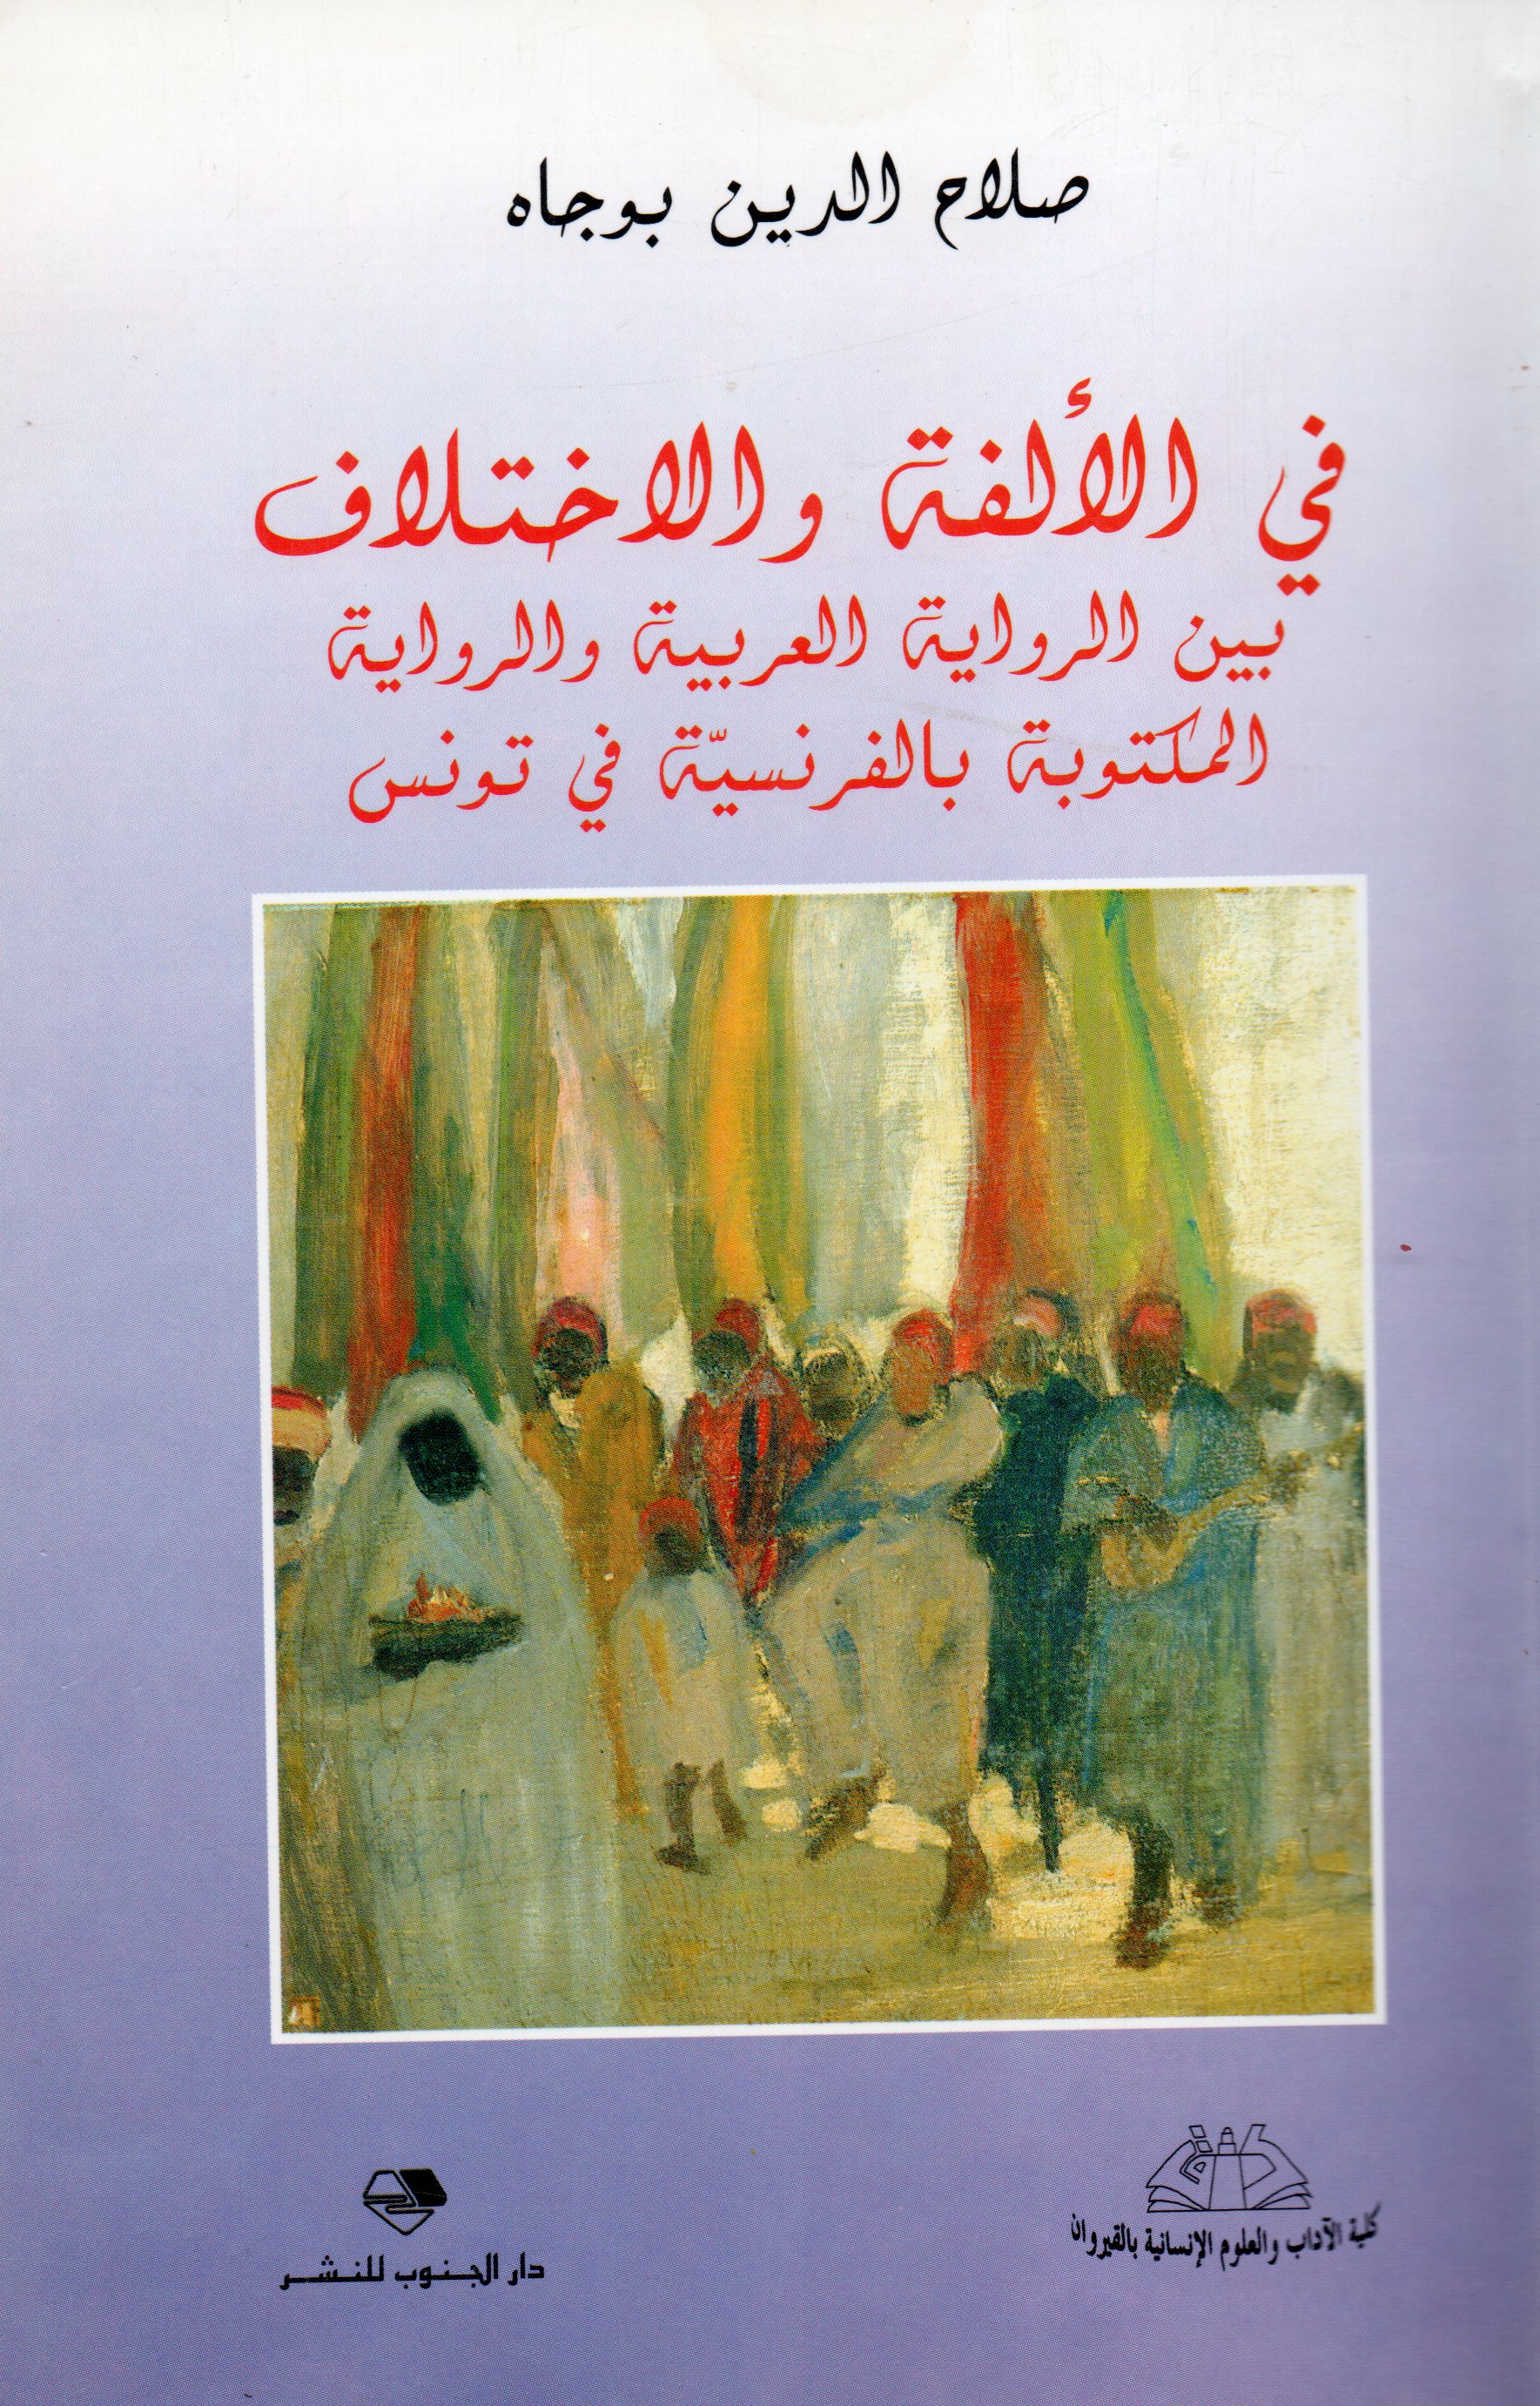 صلاح الدين بوجاه
في الألفة والاختلاف
بين الرواية العربية والرواية
المكتوبة بالفرنسيّة في تونس
كلية الآداب والعلوم الإنسانية بالقيروان
دار الجنوب للنشر